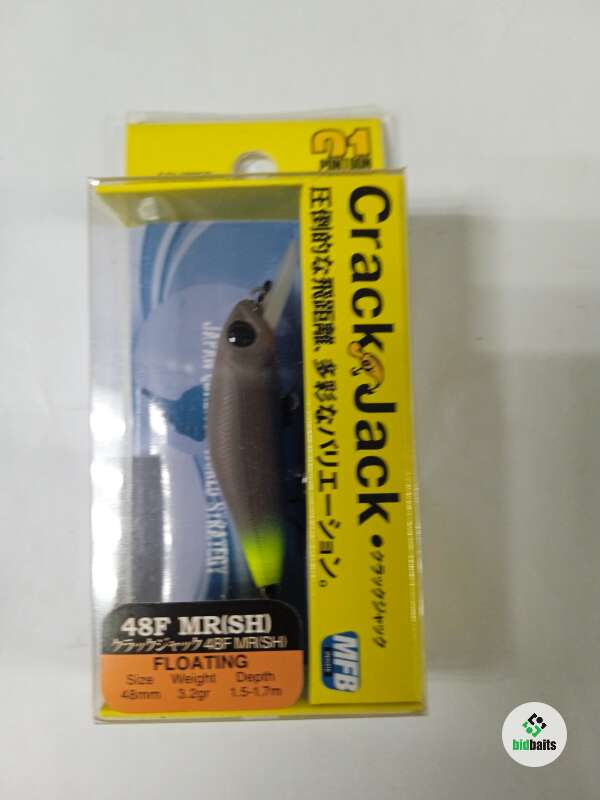 21
PONTOON
Crack Jack
・クラックジャック
圧倒的な飛距離、多彩なバリエーション。
JAPAN
48F MR(SH)
クラックジャック 48F MR(SH)
FLOATING
Size Weight Depth
48mm 3.2gr 1.5-1.7m
MFB
bidbaits